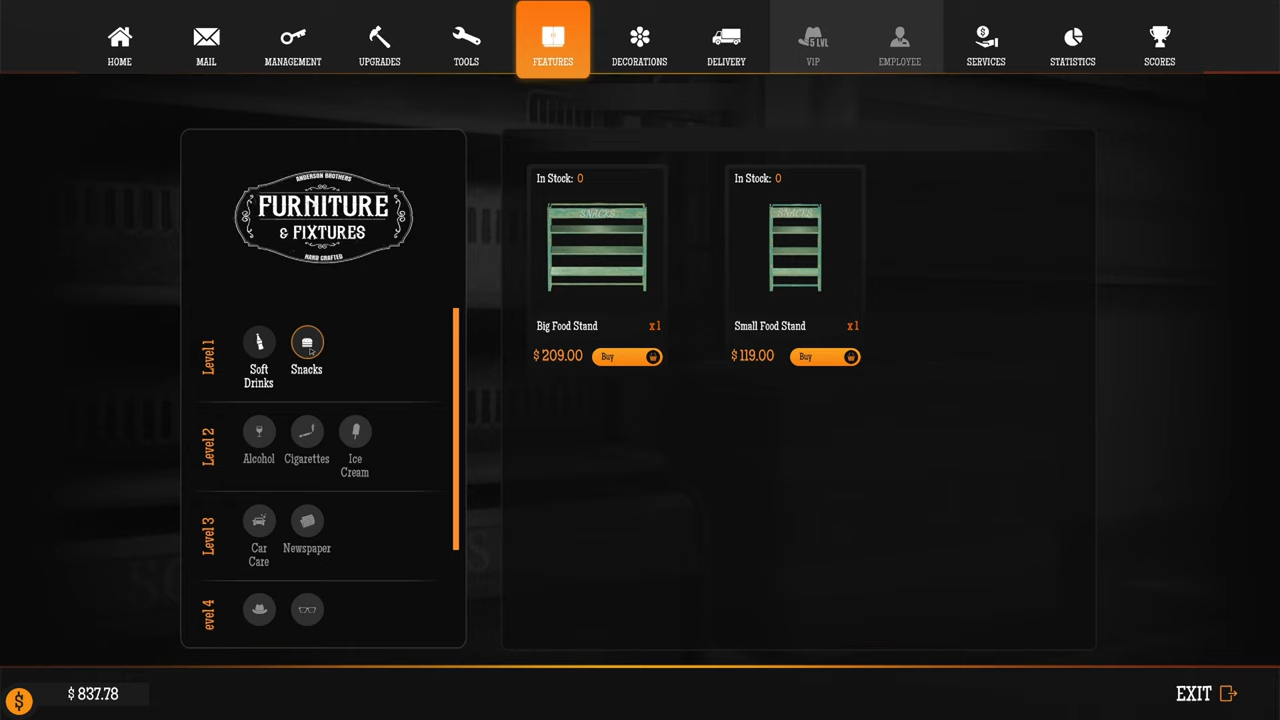 HOME
MAIL
MANAGEMENT
UPGRADES
TOOLS
FEATURES
DECORATIONS
DELIVERY
5 LVL
VIP
EMPLOYEE
SERVICES
STATISTICS
SCORES
ANDERSON BROTHERS
FURNITURE
& FIXTURES
HAND CRAFTED
Level 1
Soft
Drinks
Snacks
Level 2
Alcohol
Cigarettes
Ice
Cream
Level 3
Car
Care
Newspaper
evel 4
In Stock: 0
SNACKS
Big Food Stand x1
$ 209.00 Buy
In Stock: 0
SNACKS
Small Food Stand x1
$ 119.00 Buy
$ 837.78
EXIT